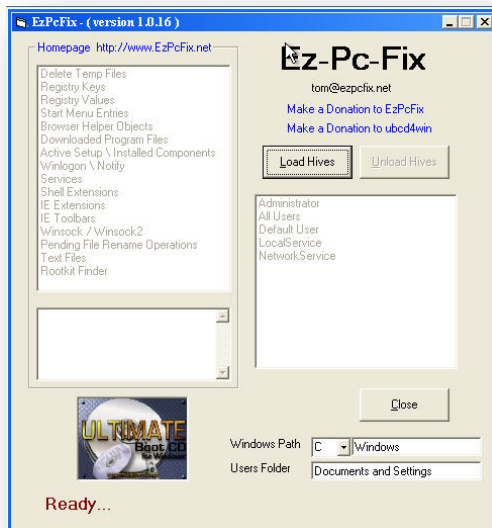 EzPcFix - ( version 1.0.16 )
Homepage http://www.EzPcFix.net
Delete Temp Files
Registry Keys
Registry Values
Start Menu Entries
Browser Helper Objects
Downloaded Program Files
Active Setup \ Installed Components
Winlogon \ Notify
Services
Shell Extensions
IE Extensions
IE Toolbars
Winsock / Winsock2
Pending File Rename Operations
Text Files
Rootkit Finder
Ez-Pc-Fix
tom@ezpcfix.net
Make a Donation to EzPcFix
Make a Donation to ubcd4win
Load Hives
Unload Hives
Administrator
All Users
Default User
LocalService
NetworkService
Close
ULTIMATE
Boot CD
for Windows
Windows Path C Windows
Users Folder Documents and Settings
Ready...